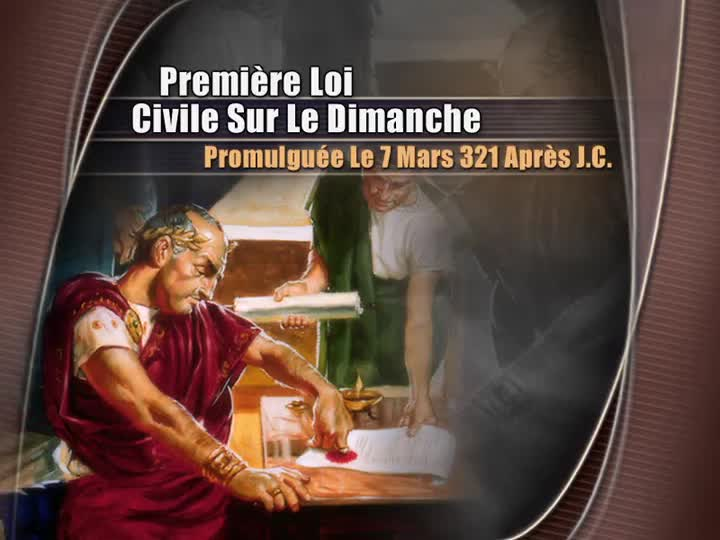 Première Loi
Civile Sur Le Dimanche
Promulguée Le 7 Mars 321 Après J.C.